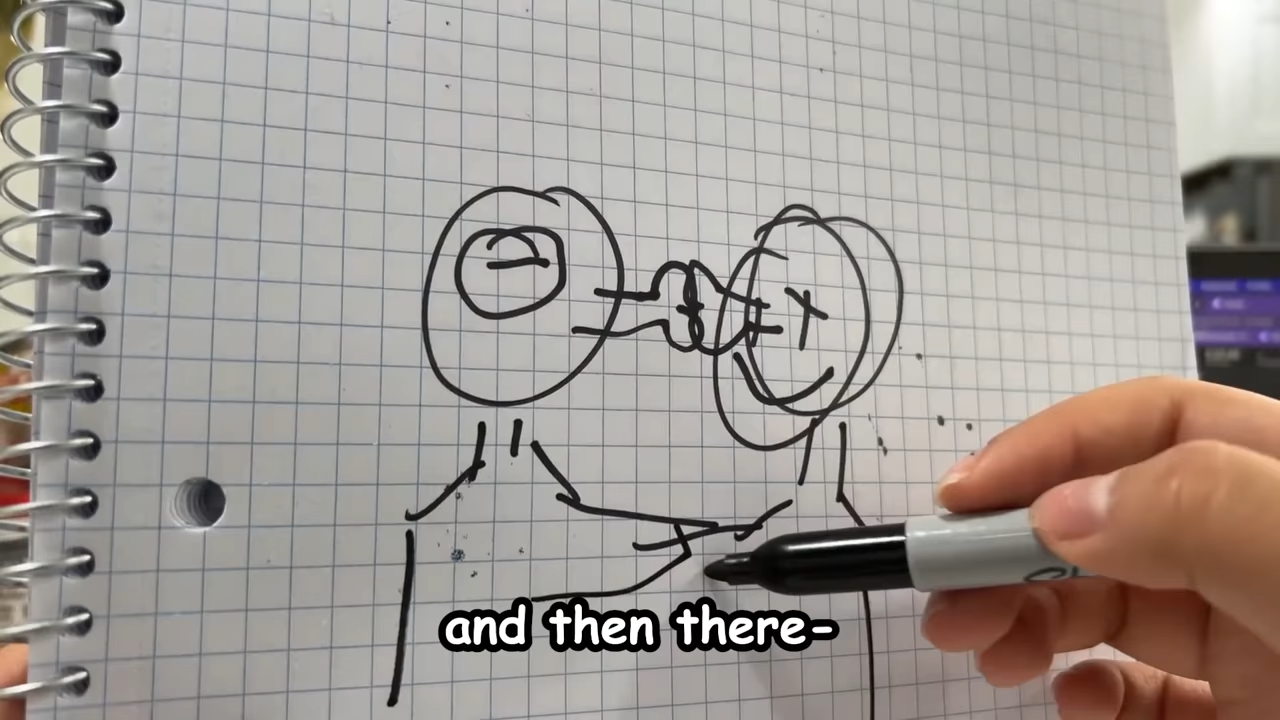 and then there-